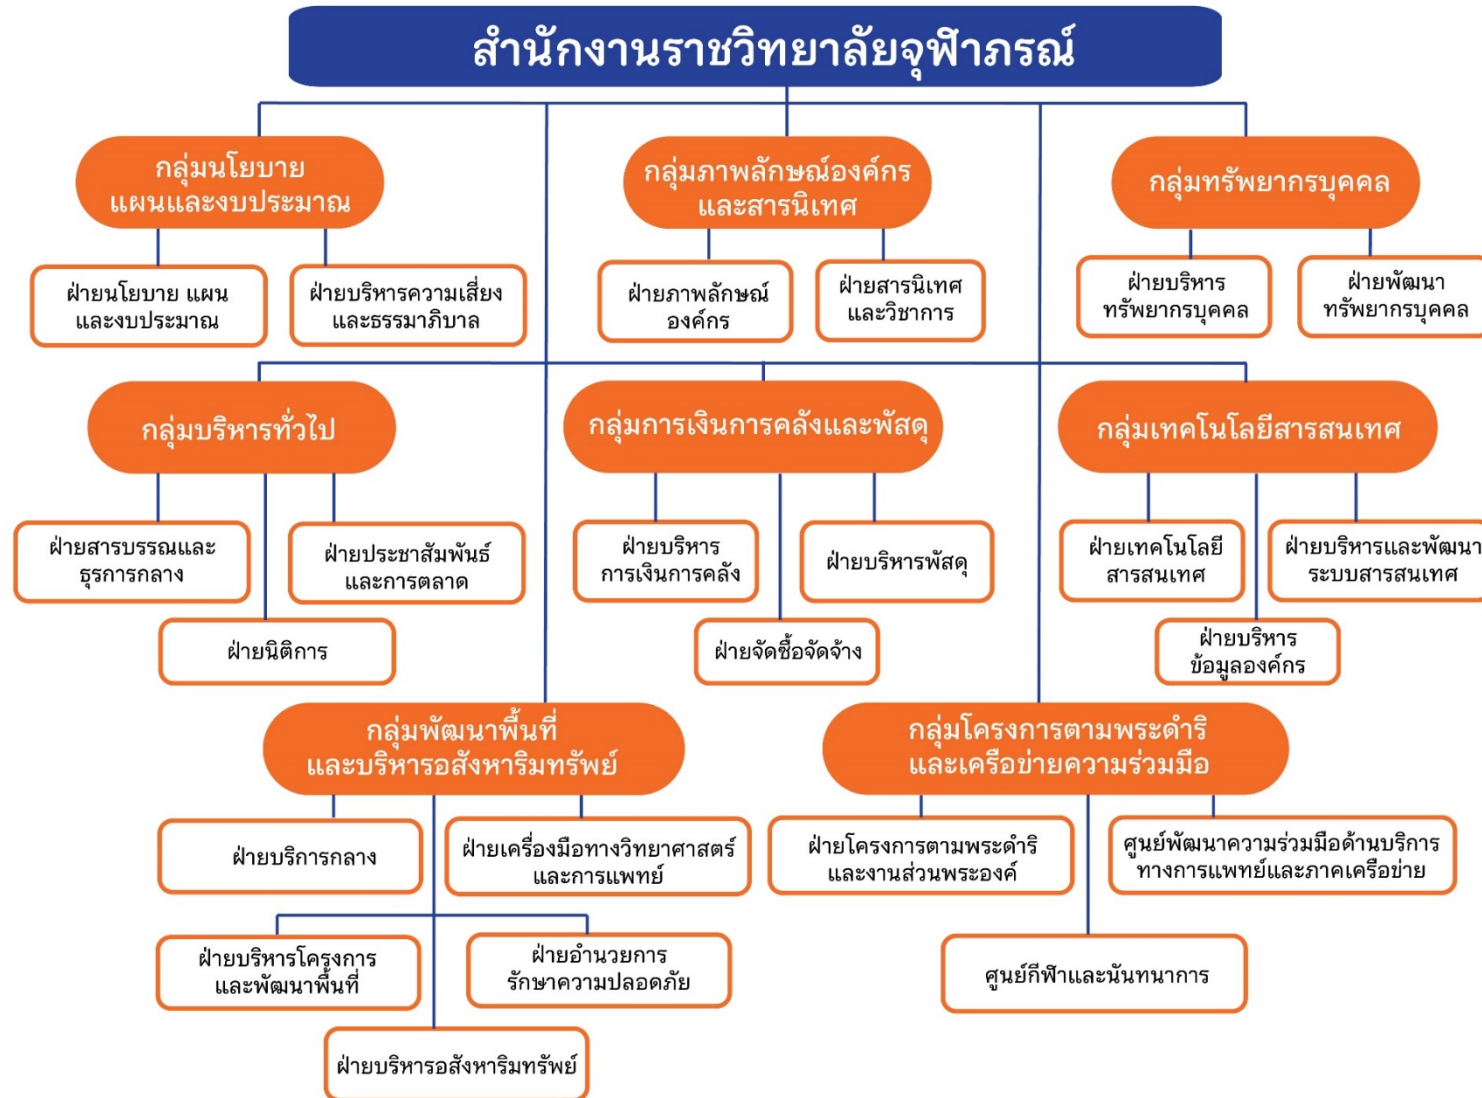 สำนักงานราชวิทยาลัยจุฬาภรณ์
กลุ่มนโยบาย
แผนและงบประมาณ
กลุ่มภาพลักษณ์องค์กร
และสารนิเทศ
กลุ่มทรัพยากรบุคคล
ฝ่ายนโยบาย แผน
และงบประมาณ
ฝ่ายบริหารความเสี่ยง
และธรรมาภิบาล
ฝ่ายภาพลักษณ์
องค์กร
ฝ่ายสารนิเทศ
และวิชาการ
ฝ่ายบริหาร
ทรัพยากรบุคคล
ฝ่ายพัฒนา
ทรัพยากรบุคคล
กลุ่มบริหารทั่วไป
กลุ่มการเงินการคลังและพัสดุ
กลุ่มเทคโนโลยีสารสนเทศ
ฝ่ายสารบรรณและ
ธุรการกลาง
ฝ่ายประชาสัมพันธ์
และการตลาด
ฝ่ายนิติการ
ฝ่ายบริหาร
การเงินการคลัง
ฝ่ายบริหารพัสดุ
ฝ่ายจัดซื้อจัดจ้าง
ฝ่ายเทคโนโลยี
สารสนเทศ
ฝ่ายบริหารและพัฒนา
ระบบสารสนเทศ
ฝ่ายบริหาร
ข้อมูลองค์กร
กลุ่มพัฒนาพื้นที่
และบริหารอสังหาริมทรัพย์
กลุ่มโครงการตามพระดำริ
และเครือข่ายความร่วมมือ
ฝ่ายบริการกลาง
ฝ่ายเครื่องมือทางวิทยาศาสตร์
และการแพทย์
ฝ่ายโครงการตามพระดำริ
และงานส่วนพระองค์
ศูนย์พัฒนาความร่วมมือด้านบริการ
ทางการแพทย์และภาคเครือข่าย
ฝ่ายบริหารโครงการ
และพัฒนาพื้นที่
ฝ่ายอำนวยการ
รักษาความปลอดภัย
ศูนย์กีฬาและนันทนาการ
ฝ่ายบริหารอสังหาริมทรัพย์